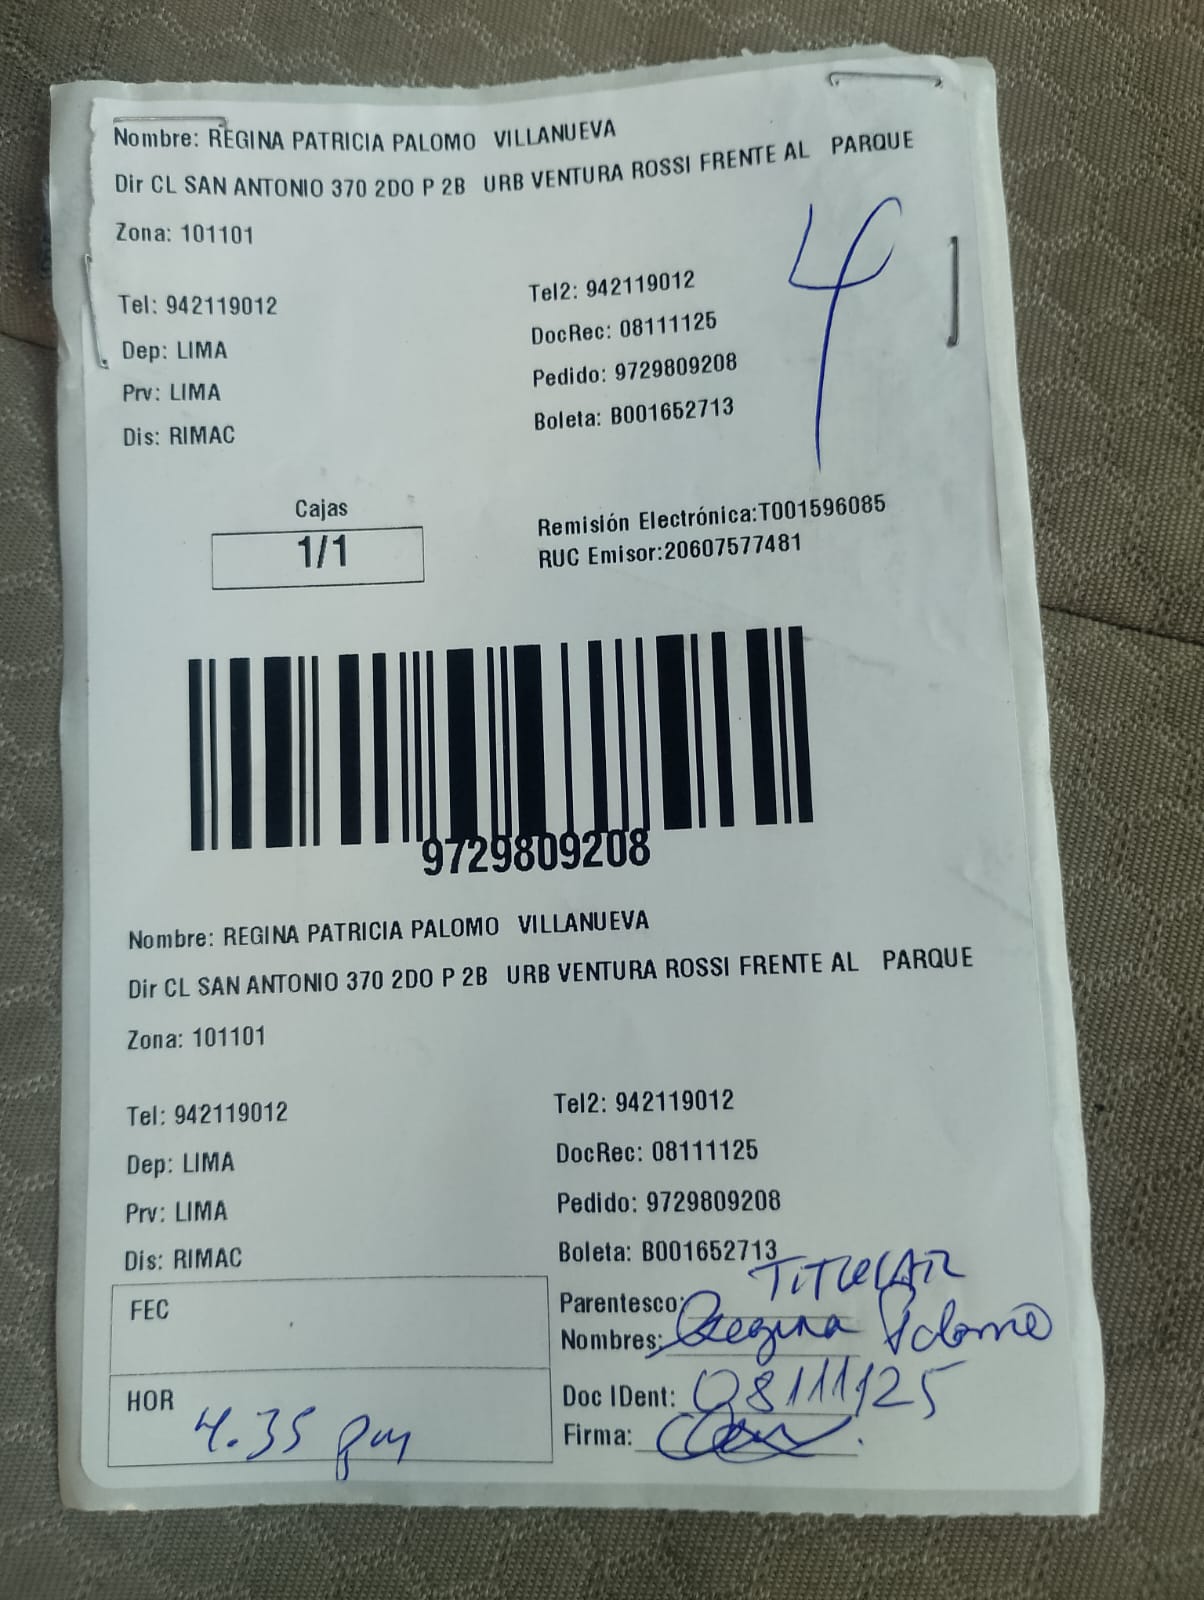 Nombre: REGINA PATRICIA PALOMO VILLANUEVA
Dir CL SAN ANTONIO 370 2DO P 2B URB VENTURA ROSSI FRENTE AL PARQUE
Zona: 101101
4
Tel: 942119012 Tel2: 942119012
Dep: LIMA DocRec: 08111125
Prv: LIMA Pedido: 9729809208
Dis: RIMAC Boleta: B001652713
Cajas
1/1
Remisión Electrónica:T001596085
RUC Emisor:20607577481
9729809208
Nombre: REGINA PATRICIA PALOMO VILLANUEVA
Dir CL SAN ANTONIO 370 2DO P 2B URB VENTURA ROSSI FRENTE AL PARQUE
Zona: 101101
Tel: 942119012 Tel2: 942119012
Dep: LIMA DocRec: 08111125
Prv: LIMA Pedido: 9729809208
Dis: RIMAC Boleta: B001652713
FEC
HOR 4.35 pm
Parentesco: TITULAR
Nombres: Regina Palomo
Doc IDent: 08111125
Firma: